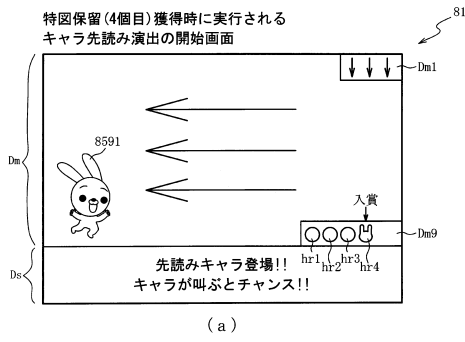 特図保留(4個目)獲得時に実行される
キャラ先読み演出の開始画面
81
Dm1
8591
Dm
入賞
Dm9
hr1 hr2 hr3 hr4
先読みキャラ登場!!
キャラが叫ぶとチャンス!!
Ds
(a)